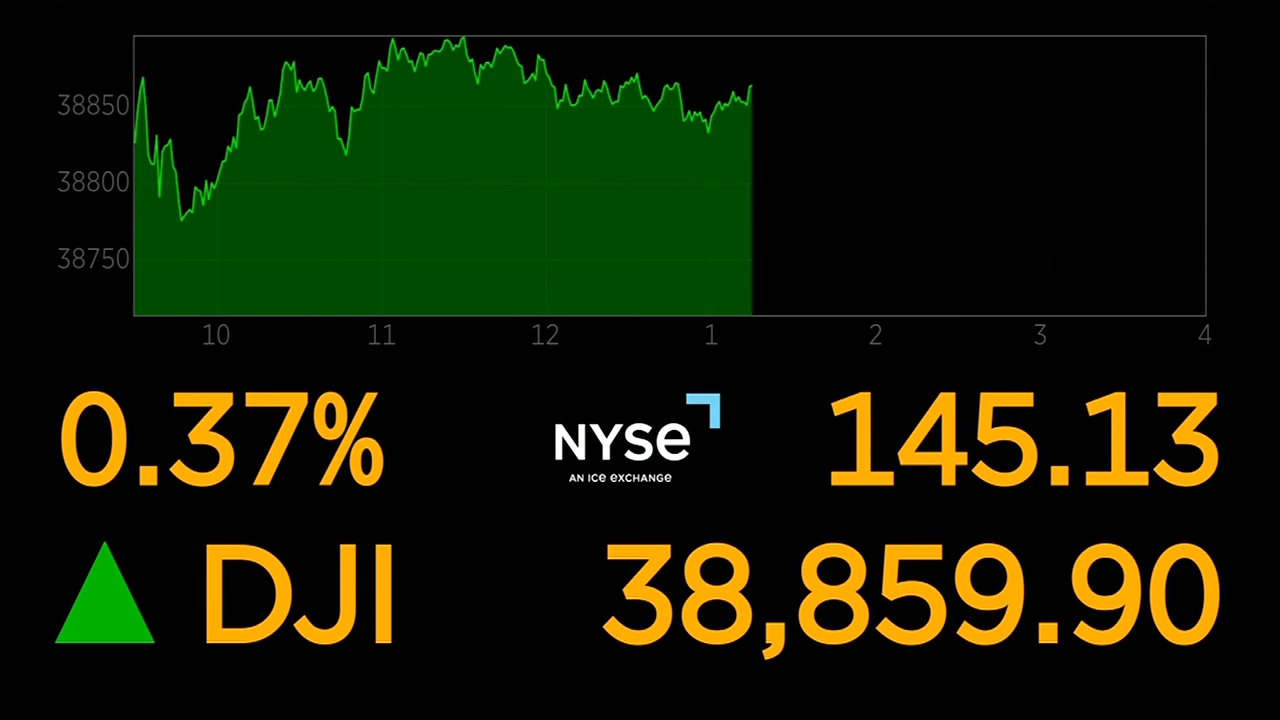 38850
38800
38750
10 11 12 1 2 3 4
0.37% NYSE 145.13
AN ICE EXCHANGE
DJI 38,859.90